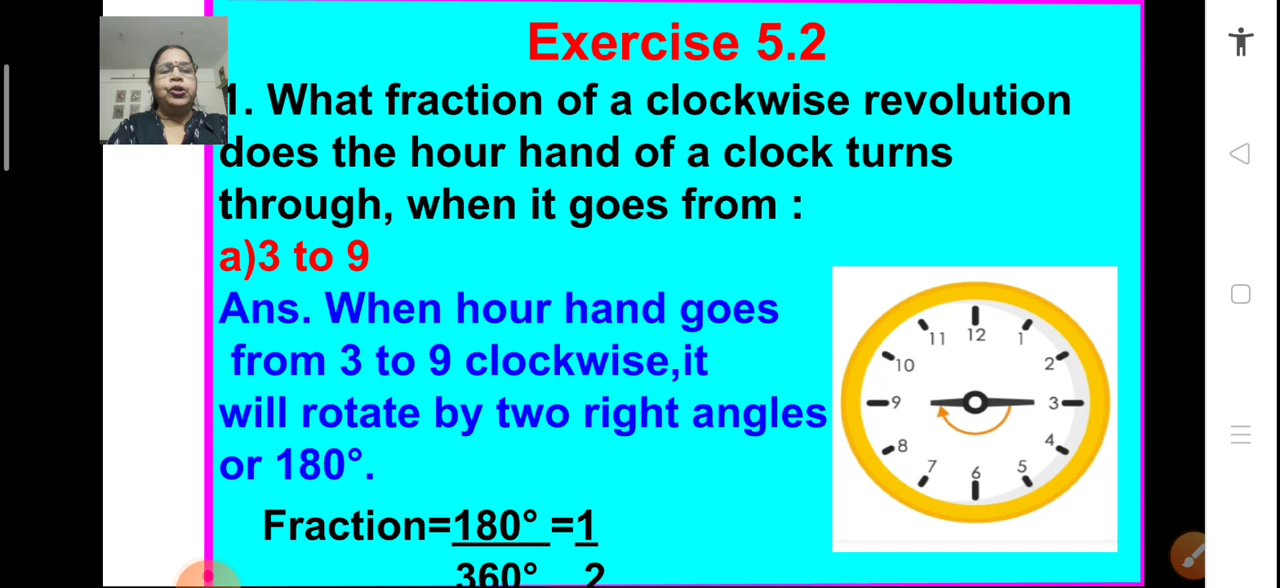 Exercise 5.2
1. What fraction of a clockwise revolution
does the hour hand of a clock turns
through, when it goes from :
a)3 to 9
Ans. When hour hand goes
from 3 to 9 clockwise,it
will rotate by two right angles
or 180°.
Fraction=180° =1
360° 2
12
11 1
10 2
9 3
8 4
7 5
6